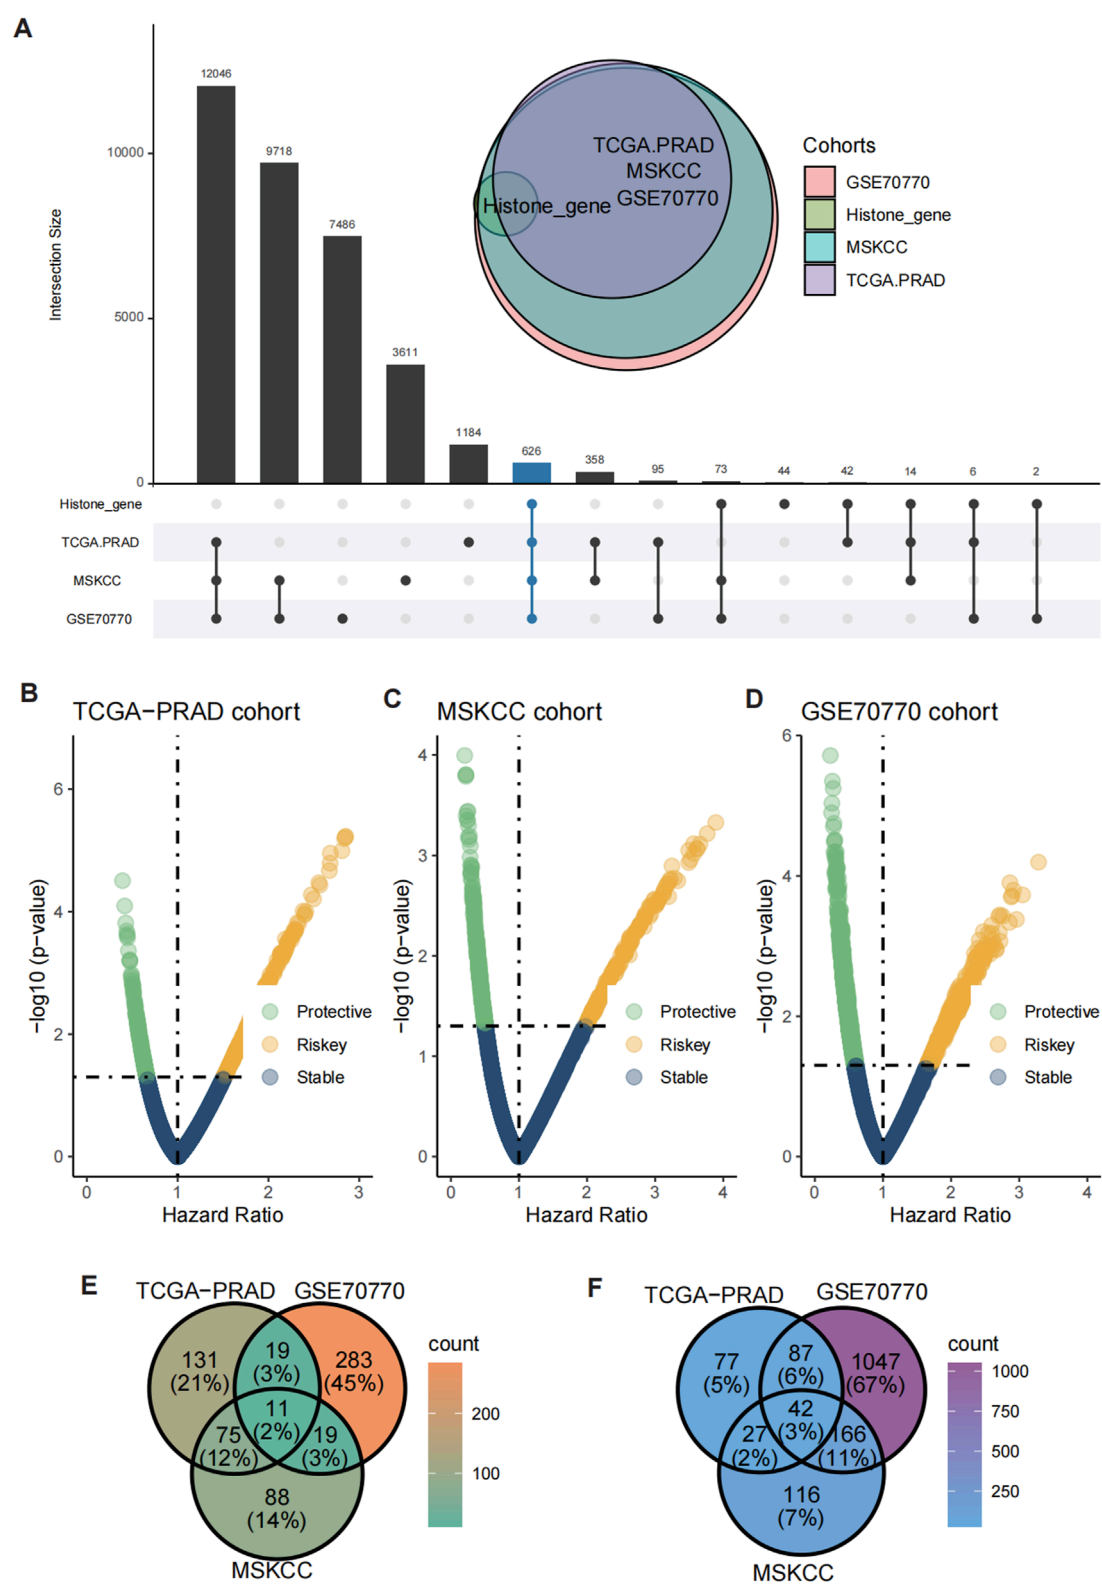 A
12046
9718
7486
3611
1184
626
358
95
73
44
42
14
6
2
10000
5000
0
Intersection Size
TCGA.PRAD
MSKCC
GSE70770
Histone_gene
Cohorts
GSE70770
Histone_gene
MSKCC
TCGA.PRAD
Histone_gene
TCGA.PRAD
MSKCC
GSE70770
B
TCGA−PRAD cohort
−log10 (p−value)
6
4
2
0
Protective
Riskey
Stable
0 1 2 3
Hazard Ratio
C
MSKCC cohort
−log10 (p−value)
4
3
2
1
0
Protective
Riskey
Stable
0 1 2 3 4
Hazard Ratio
D
GSE70770 cohort
−log10 (p−value)
6
4
2
0
Protective
Riskey
Stable
0 1 2 3 4
Hazard Ratio
E
TCGA−PRAD GSE70770
131
(21%)
19
(3%)
283
(45%)
11
(2%)
75
(12%)
19
(3%)
88
(14%)
MSKCC
count
200
100
F
TCGA−PRAD GSE70770
77
(5%)
87
(6%)
1047
(67%)
42
(3%)
27
(2%)
166
(11%)
116
(7%)
MSKCC
count
1000
750
500
250